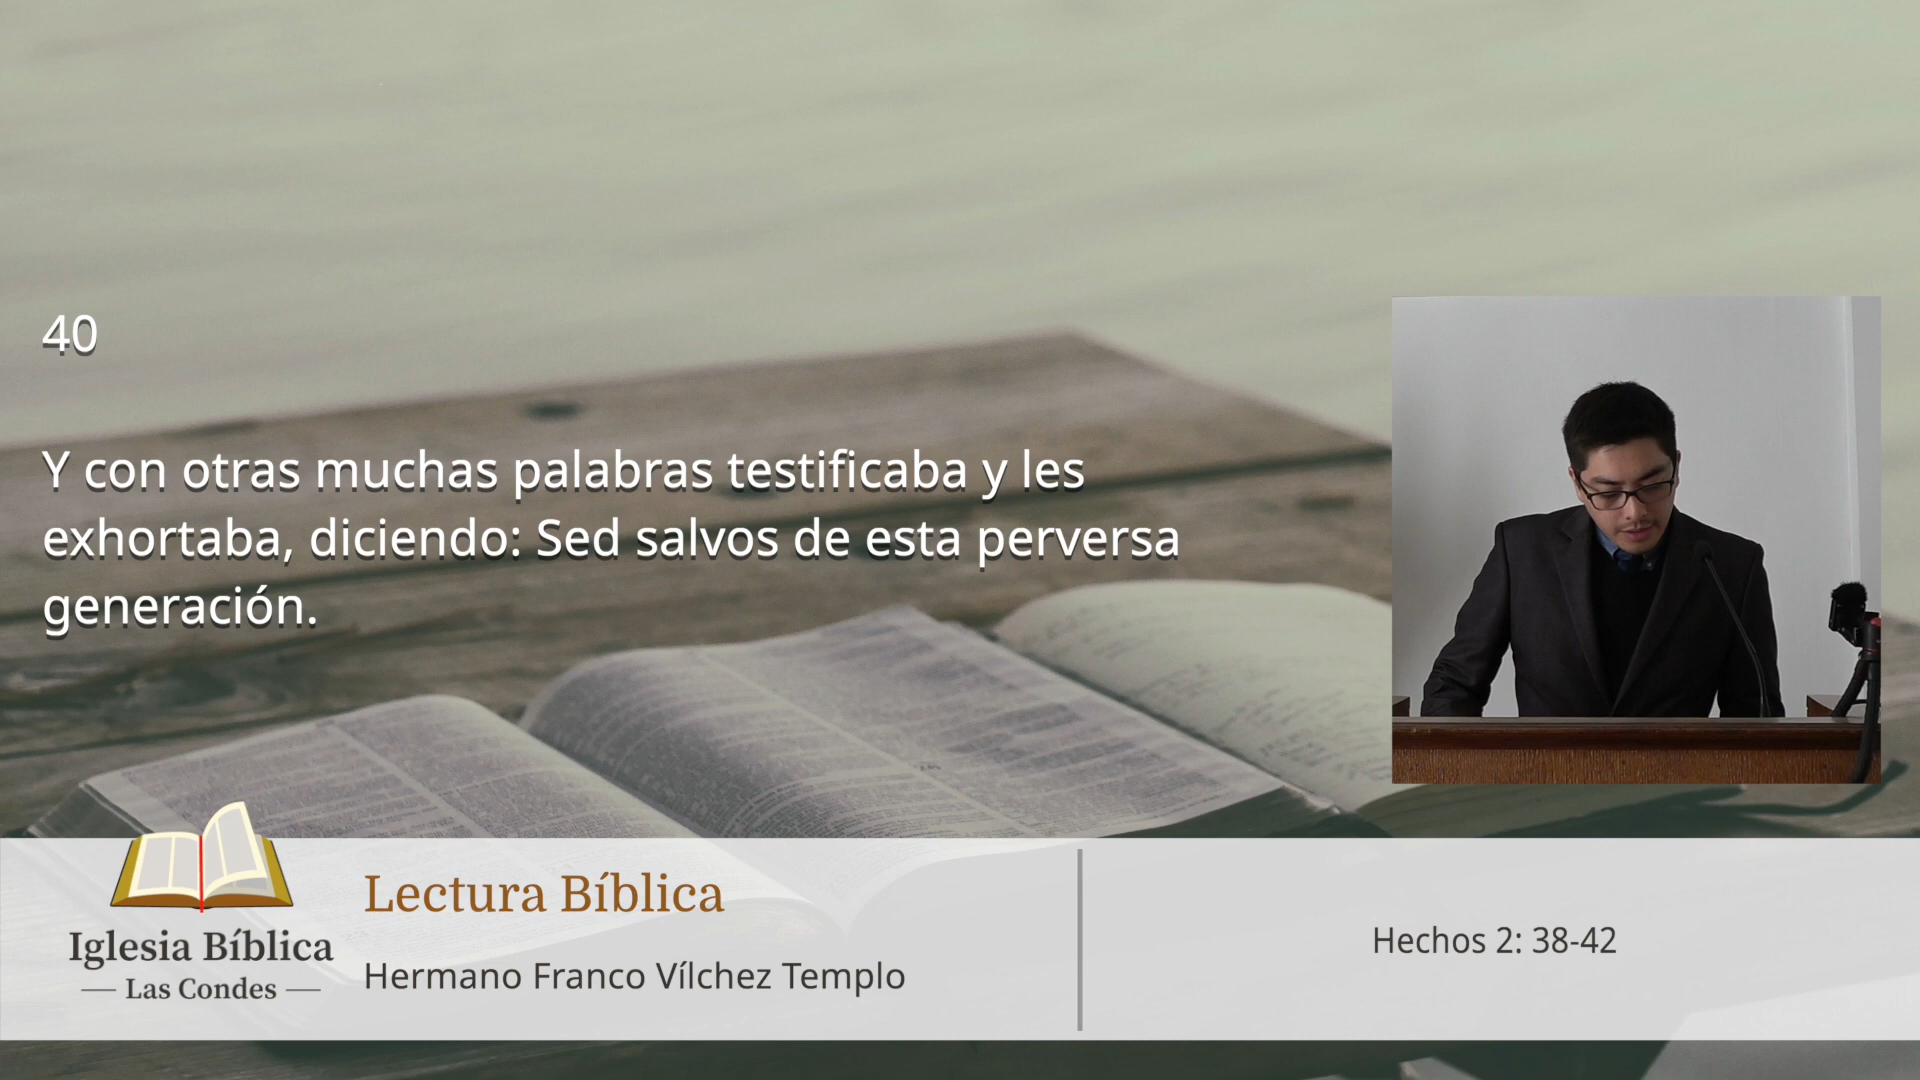 40
Y con otras muchas palabras testificaba y les
exhortaba, diciendo: Sed salvos de esta perversa
generación.
Iglesia Bíblica
Las Condes
Lectura Bíblica
Hermano Franco Vílchez Templo
Hechos 2: 38-42